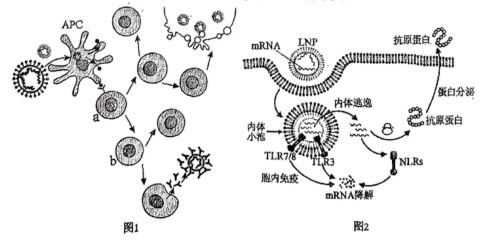 APC
a
b
图1
mRNA
LNP
抗原蛋白
蛋白分泌
内体逃逸
内体
小泡
抗原蛋白
TLR7/8
TLR3
NLRs
胞内免疫
mRNA降解
图2